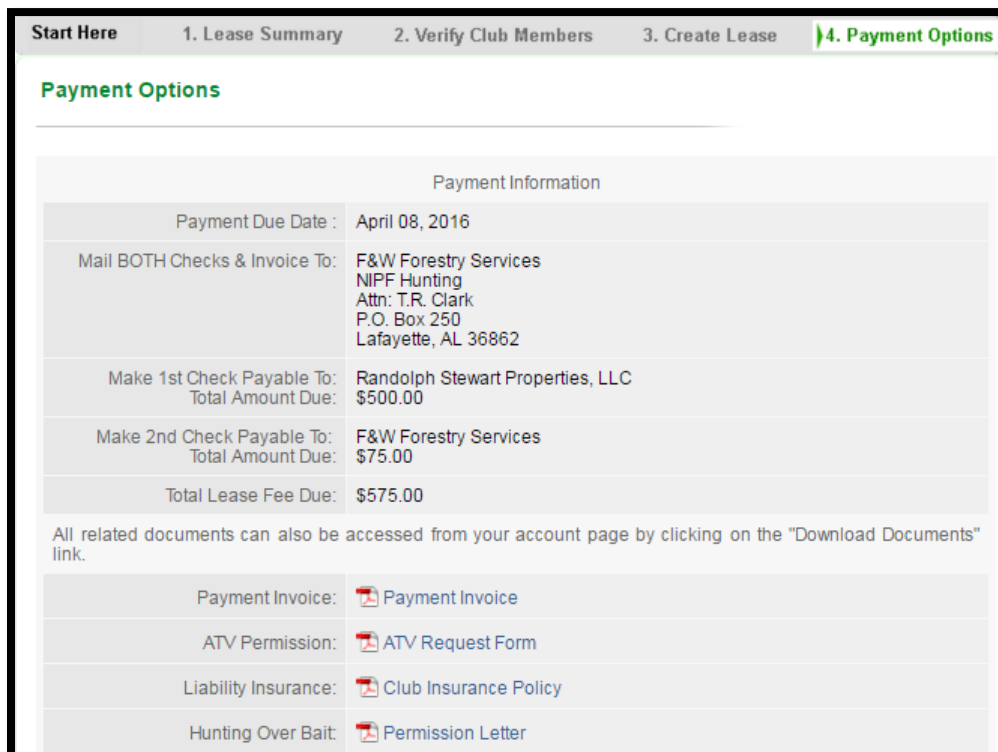 Start Here 1. Lease Summary 2. Verify Club Members 3. Create Lease 4. Payment Options
Payment Options
Payment Information
Payment Due Date : April 08, 2016
Mail BOTH Checks & Invoice To: F&W Forestry Services
NIPF Hunting
Attn: T.R. Clark
P.O. Box 250
Lafayette, AL 36862
Make 1st Check Payable To: Randolph Stewart Properties, LLC
Total Amount Due: $500.00
Make 2nd Check Payable To: F&W Forestry Services
Total Amount Due: $75.00
Total Lease Fee Due: $575.00
All related documents can also be accessed from your account page by clicking on the "Download Documents"
link.
Payment Invoice: Payment Invoice
ATV Permission: ATV Request Form
Liability Insurance: Club Insurance Policy
Hunting Over Bait: Permission Letter